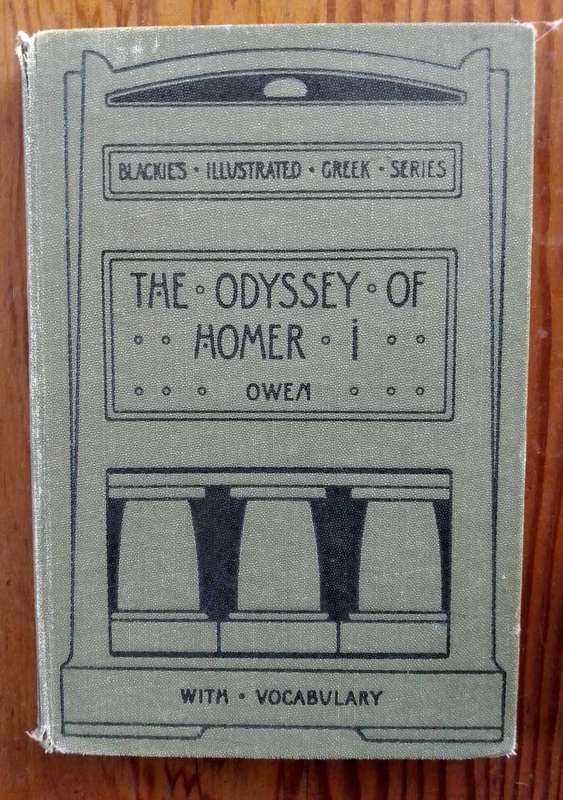 BLACKIE'S · ILLUSTRATED · GREEK · SERIES
THE ∘ ODYSSEY ∘ OF
HOMER · i
OWEN
WITH · VOCABULARY